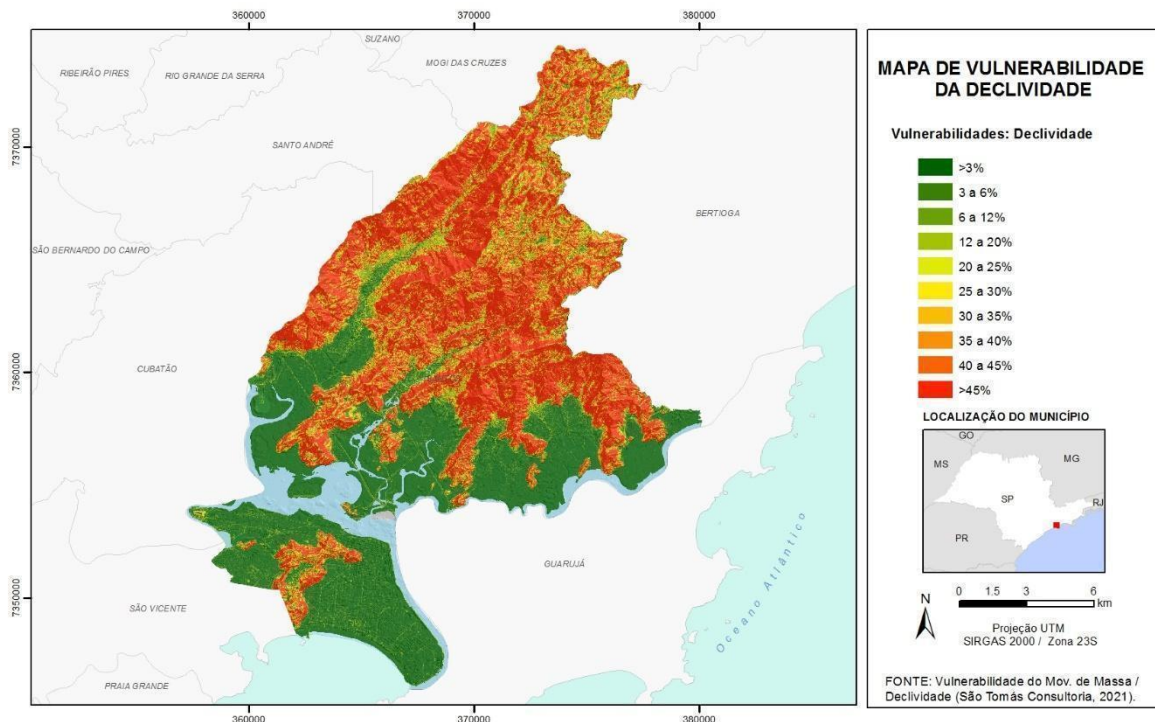 360000
370000
380000
SUZANO
RIBEIRÃO PIRES
RIO GRANDE DA SERRA
MOGI DAS CRUZES
7370000
SANTO ANDRÉ
BERTIOGA
SÃO BERNARDO DO CAMPO
7360000
CUBATÃO
GUARUJÁ
Oceano Atlântico
7350000
SÃO VICENTE
PRAIA GRANDE
360000
370000
380000
MAPA DE VULNERABILIDADE
DA DECLIVIDADE
Vulnerabilidades: Declividade
>3%
3 a 6%
6 a 12%
12 a 20%
20 a 25%
25 a 30%
30 a 35%
35 a 40%
40 a 45%
>45%
LOCALIZAÇÃO DO MUNICÍPIO
GO
MS
MG
SP
RJ
PR
N
0 1.5 3 6
km
Projeção UTM
SIRGAS 2000 / Zona 23S
FONTE: Vulnerabilidade do Mov. de Massa /
Declividade (São Tomás Consultoria, 2021).